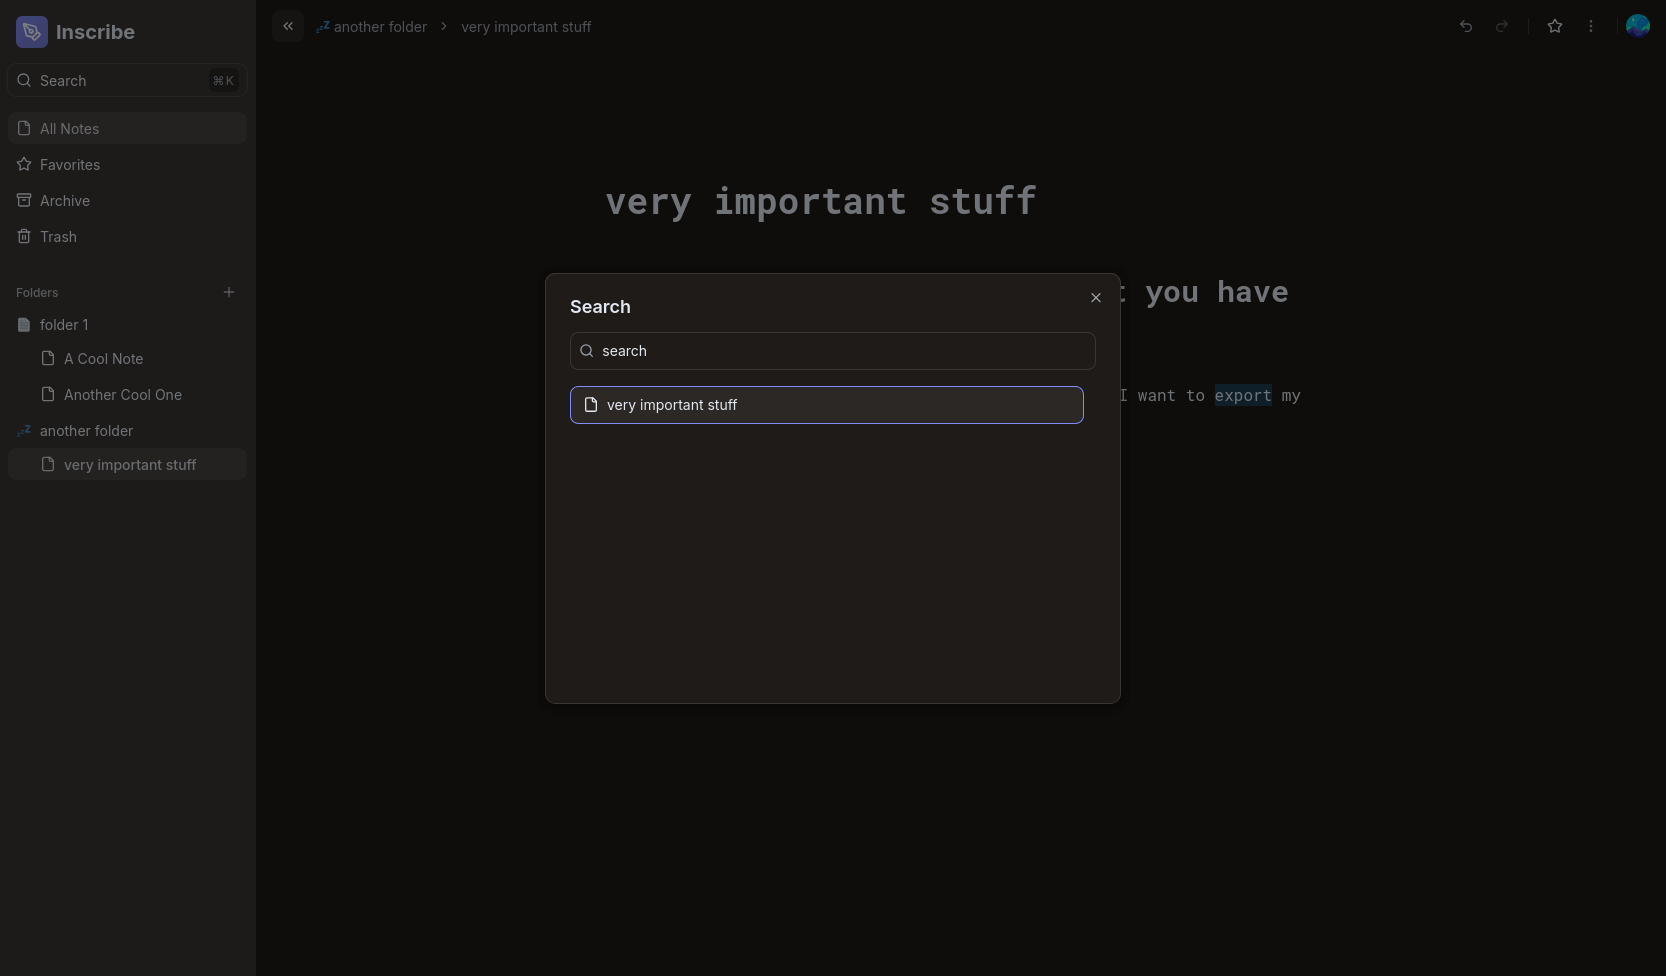 Inscribe
Search ⌘K
All Notes
Favorites
Archive
Trash
Folders
folder 1
A Cool Note
Another Cool One
another folder
very important stuff
another folder > very important stuff
very important stuff
you have
I want to export my
Search
search
very important stuff